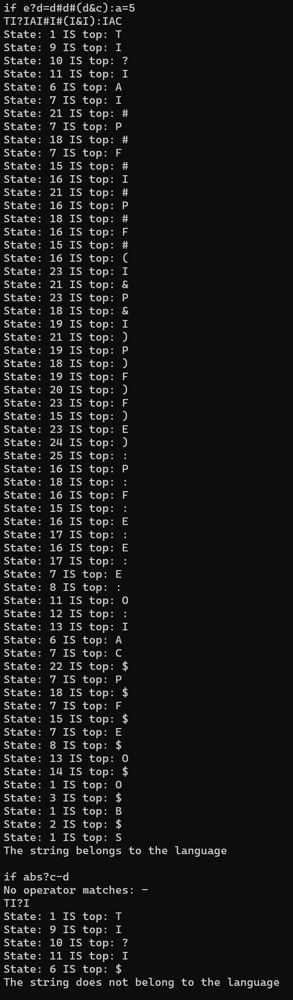 if e?d=d#d#(d&c):a=5
TI?IAI#I#(I&I):IAC
State: 1 IS top: T
State: 9 IS top: I
State: 10 IS top: ?
State: 11 IS top: I
State: 6 IS top: A
State: 7 IS top: I
State: 21 IS top: #
State: 7 IS top: P
State: 18 IS top: #
State: 7 IS top: F
State: 15 IS top: #
State: 16 IS top: I
State: 21 IS top: #
State: 16 IS top: P
State: 18 IS top: #
State: 16 IS top: F
State: 15 IS top: #
State: 16 IS top: (
State: 23 IS top: I
State: 21 IS top: &
State: 23 IS top: P
State: 18 IS top: &
State: 19 IS top: I
State: 21 IS top: )
State: 19 IS top: P
State: 18 IS top: )
State: 19 IS top: F
State: 20 IS top: )
State: 23 IS top: F
State: 15 IS top: )
State: 23 IS top: E
State: 24 IS top: )
State: 25 IS top: :
State: 16 IS top: P
State: 18 IS top: :
State: 16 IS top: F
State: 15 IS top: :
State: 16 IS top: E
State: 17 IS top: :
State: 16 IS top: E
State: 17 IS top: :
State: 7 IS top: E
State: 8 IS top: :
State: 11 IS top: O
State: 12 IS top: :
State: 13 IS top: I
State: 6 IS top: A
State: 7 IS top: C
State: 22 IS top: $
State: 7 IS top: P
State: 18 IS top: $
State: 7 IS top: F
State: 15 IS top: $
State: 7 IS top: E
State: 8 IS top: $
State: 13 IS top: O
State: 14 IS top: $
State: 1 IS top: O
State: 3 IS top: $
State: 1 IS top: B
State: 2 IS top: $
State: 1 IS top: S
The string belongs to the language
if abs?c-d
No operator matches: -
TI?I
State: 1 IS top: T
State: 9 IS top: I
State: 10 IS top: ?
State: 11 IS top: I
State: 6 IS top: $
The string does not belong to the language